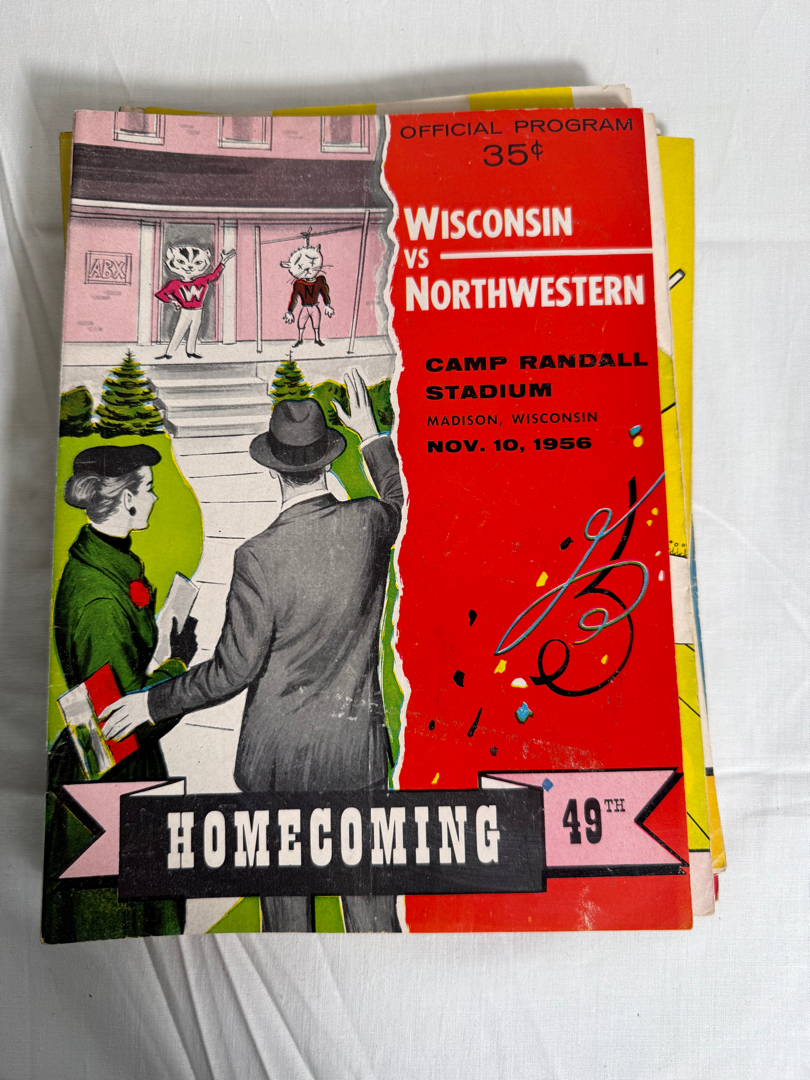 OFFICIAL PROGRAM
35¢
WISCONSIN
VS
NORTHWESTERN
CAMP RANDALL
STADIUM
MADISON, WISCONSIN
NOV. 10, 1956
ABX
W
N
HOMECOMING
49TH